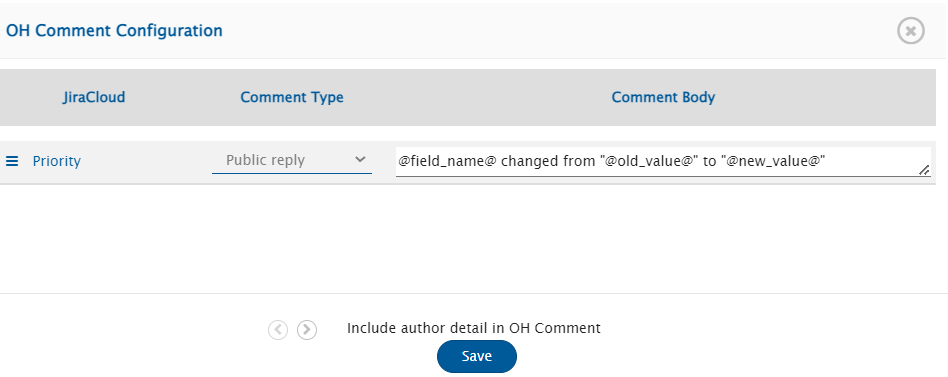 OH Comment Configuration
JiraCloud Comment Type Comment Body
Priority Public reply @field_name@ changed from "@old_value@" to "@new_value@"
Include author detail in OH Comment
Save